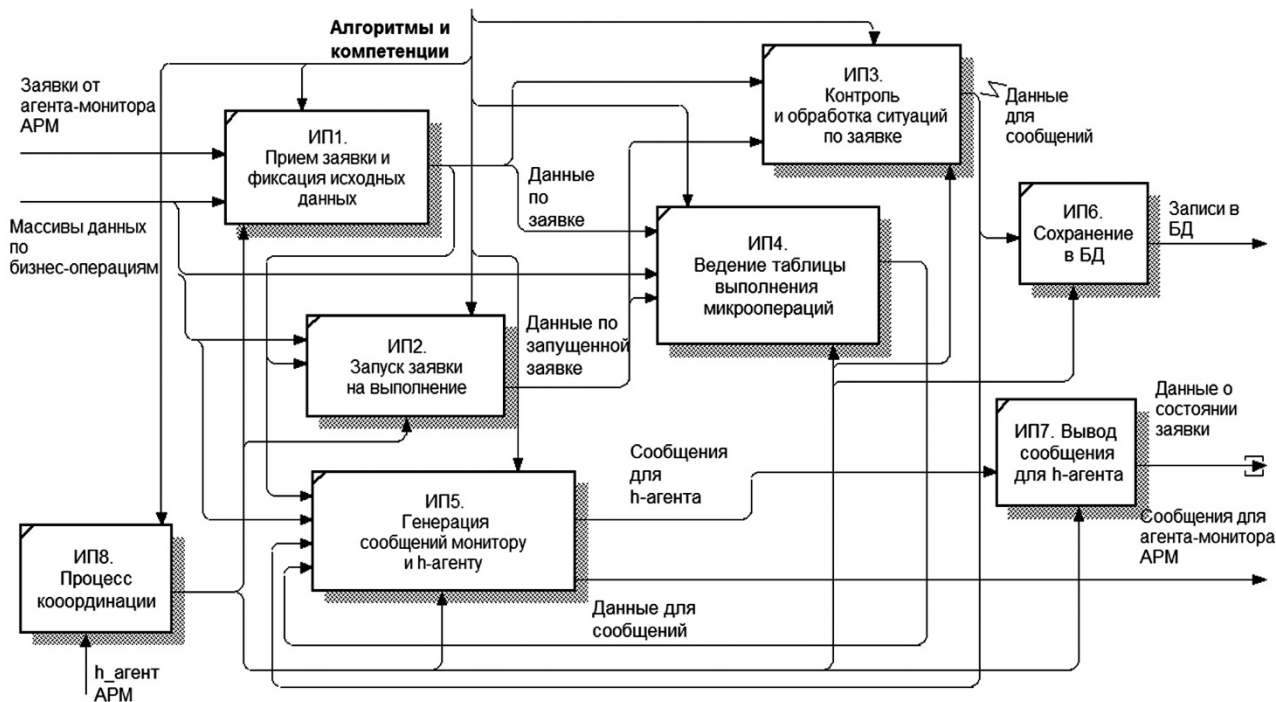 Алгоритмы и
компетенции
Заявки от
агента-монитора
АРМ
ИП1.
Прием заявки и
фиксация исходных
данных
ИП3.
Контроль
и обработка ситуаций
по заявке
Данные
для
сообщений
Данные
по
заявке
Массивы данных
по
бизнес-операциям
ИП4.
Ведение таблицы
выполнения
микроопераций
ИП6.
Сохранение
в БД
Записи в
БД
ИП2.
Запуск заявки
на выполнение
Данные по
запущенной
заявке
Данные о
состоянии
заявки
ИП7. Вывод
сообщения
для h-агента
Сообщения
для
h-агента
ИП5.
Генерация
сообщений монитору
и h-агенту
Сообщения для
агента-монитора
АРМ
ИП8.
Процесс
кооординации
Данные для
сообщений
h_агент
АРМ